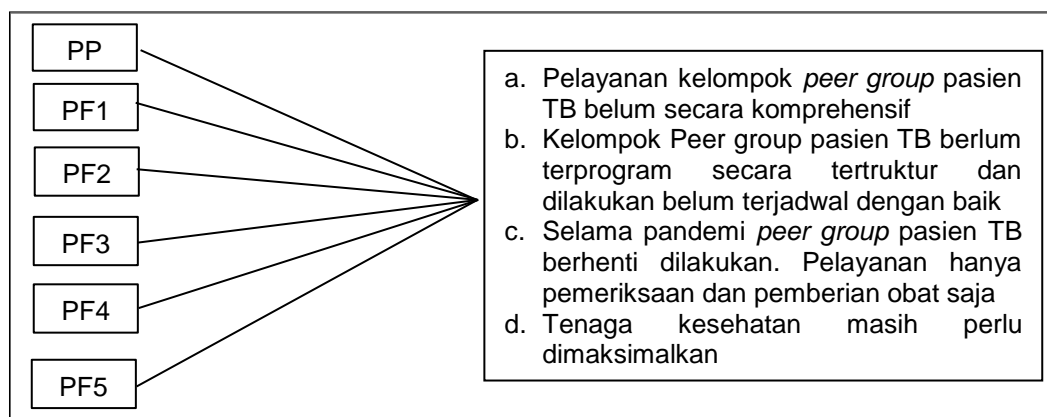 PP
PF1
PF2
PF3
PF4
PF5
a. Pelayanan kelompok peer group pasien
TB belum secara komprehensif
b. Kelompok Peer group pasien TB berlum
terprogram secara tertruktur dan
dilakukan belum terjadwal dengan baik
c. Selama pandemi peer group pasien TB
berhenti dilakukan. Pelayanan hanya
pemeriksaan dan pemberian obat saja
d. Tenaga kesehatan masih perlu
dimaksimalkan